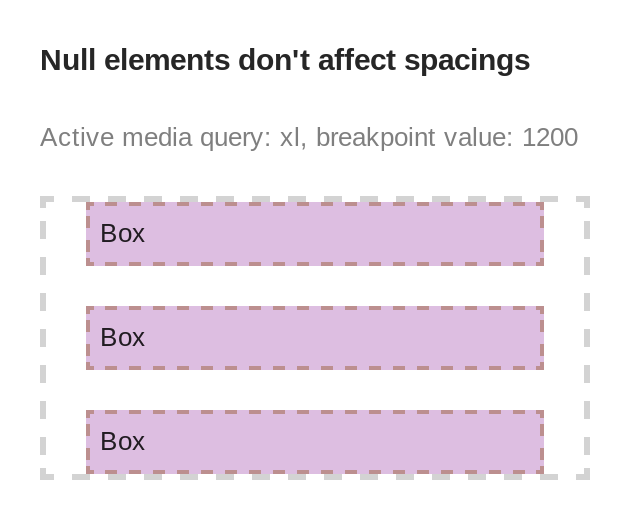 Null elements don't affect spacings
Active media query: xl, breakpoint value: 1200
Box
Box
Box